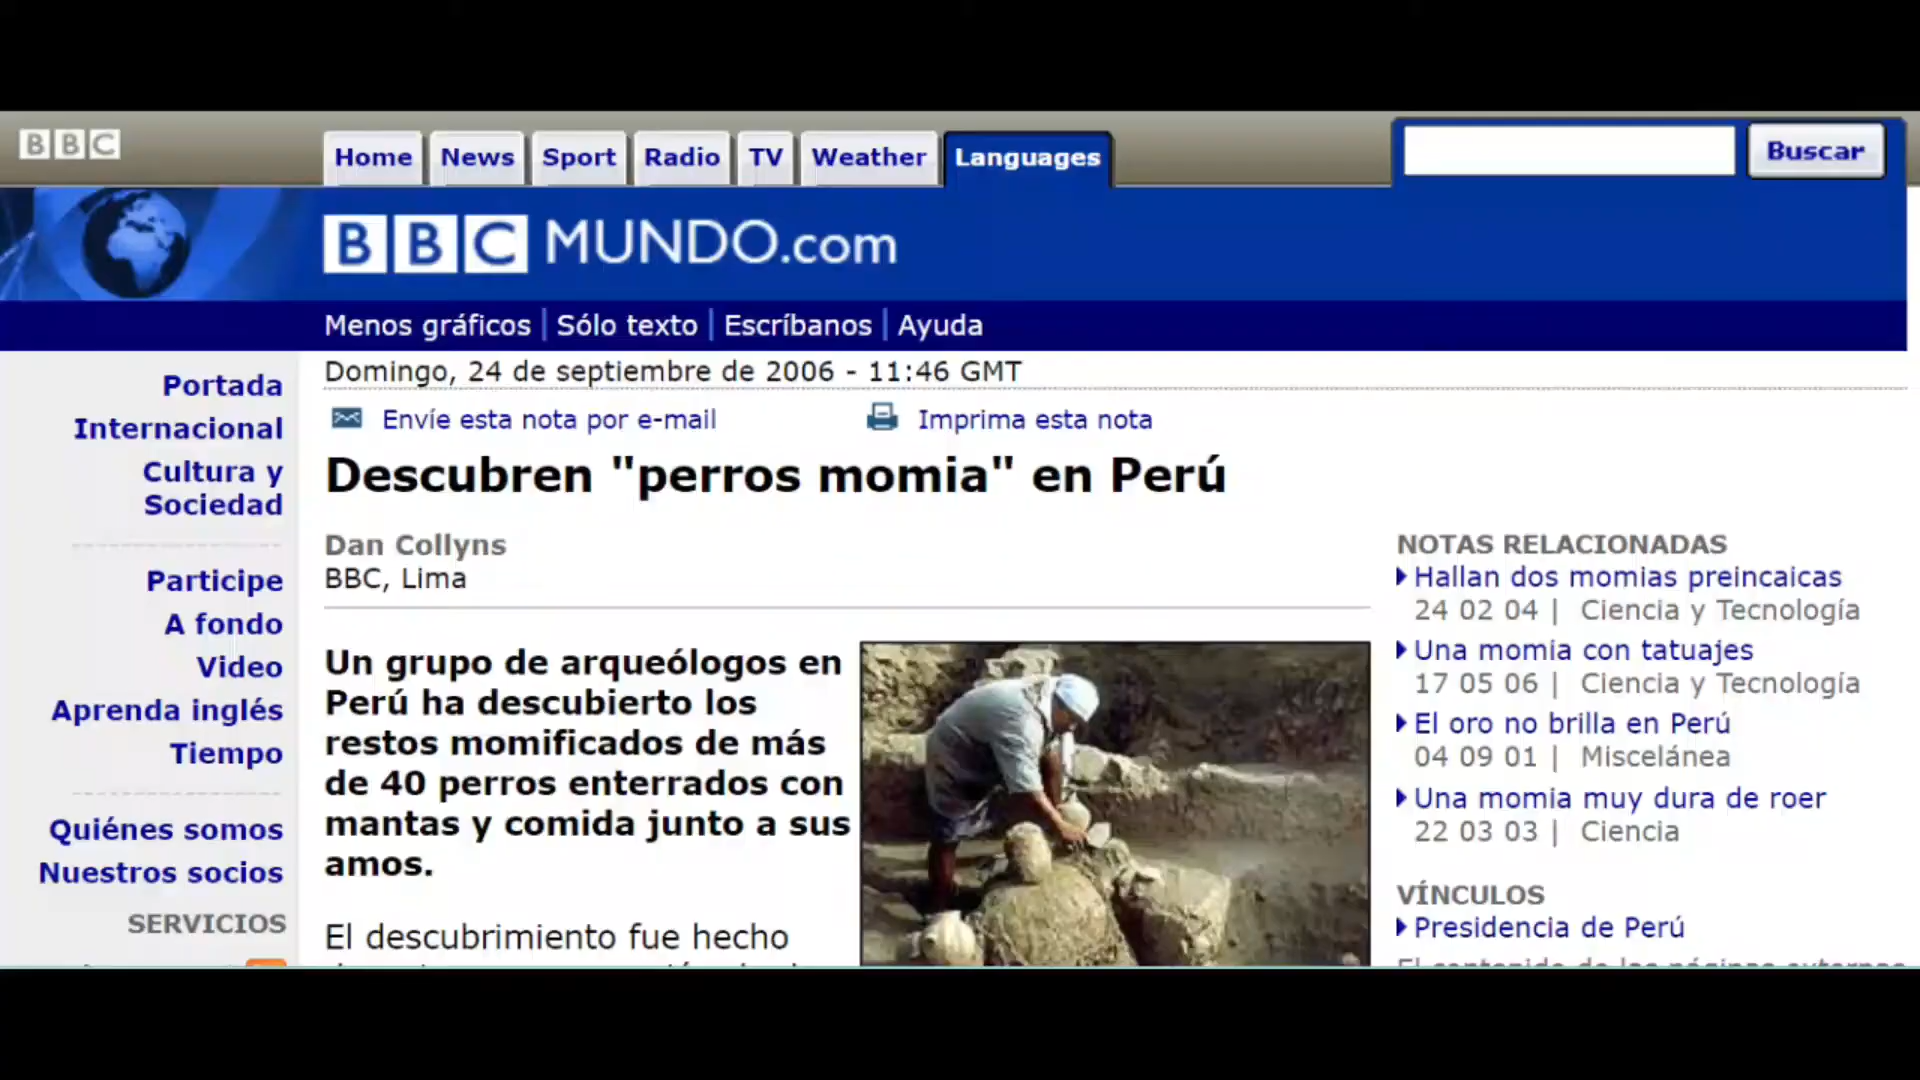 BBC
Home News Sport Radio TV Weather Languages
Buscar
BBC MUNDO.com
Menos gráficos | Sólo texto | Escríbanos | Ayuda
Portada
Internacional
Cultura y
Sociedad
Participe
A fondo
Video
Aprenda inglés
Tiempo
Quiénes somos
Nuestros socios
SERVICIOS
Domingo, 24 de septiembre de 2006 - 11:46 GMT
Envíe esta nota por e-mail
Imprima esta nota
Descubren "perros momia" en Perú
Dan Collyns
BBC, Lima
Un grupo de arqueólogos en
Perú ha descubierto los
restos momificados de más
de 40 perros enterrados con
mantas y comida junto a sus
amos.
El descubrimiento fue hecho
NOTAS RELACIONADAS
Hallan dos momias preincaicas
24 02 04 | Ciencia y Tecnología
Una momia con tatuajes
17 05 06 | Ciencia y Tecnología
El oro no brilla en Perú
04 09 01 | Miscelánea
Una momia muy dura de roer
22 03 03 | Ciencia
VÍNCULOS
Presidencia de Perú
El contenido de las páginas externas